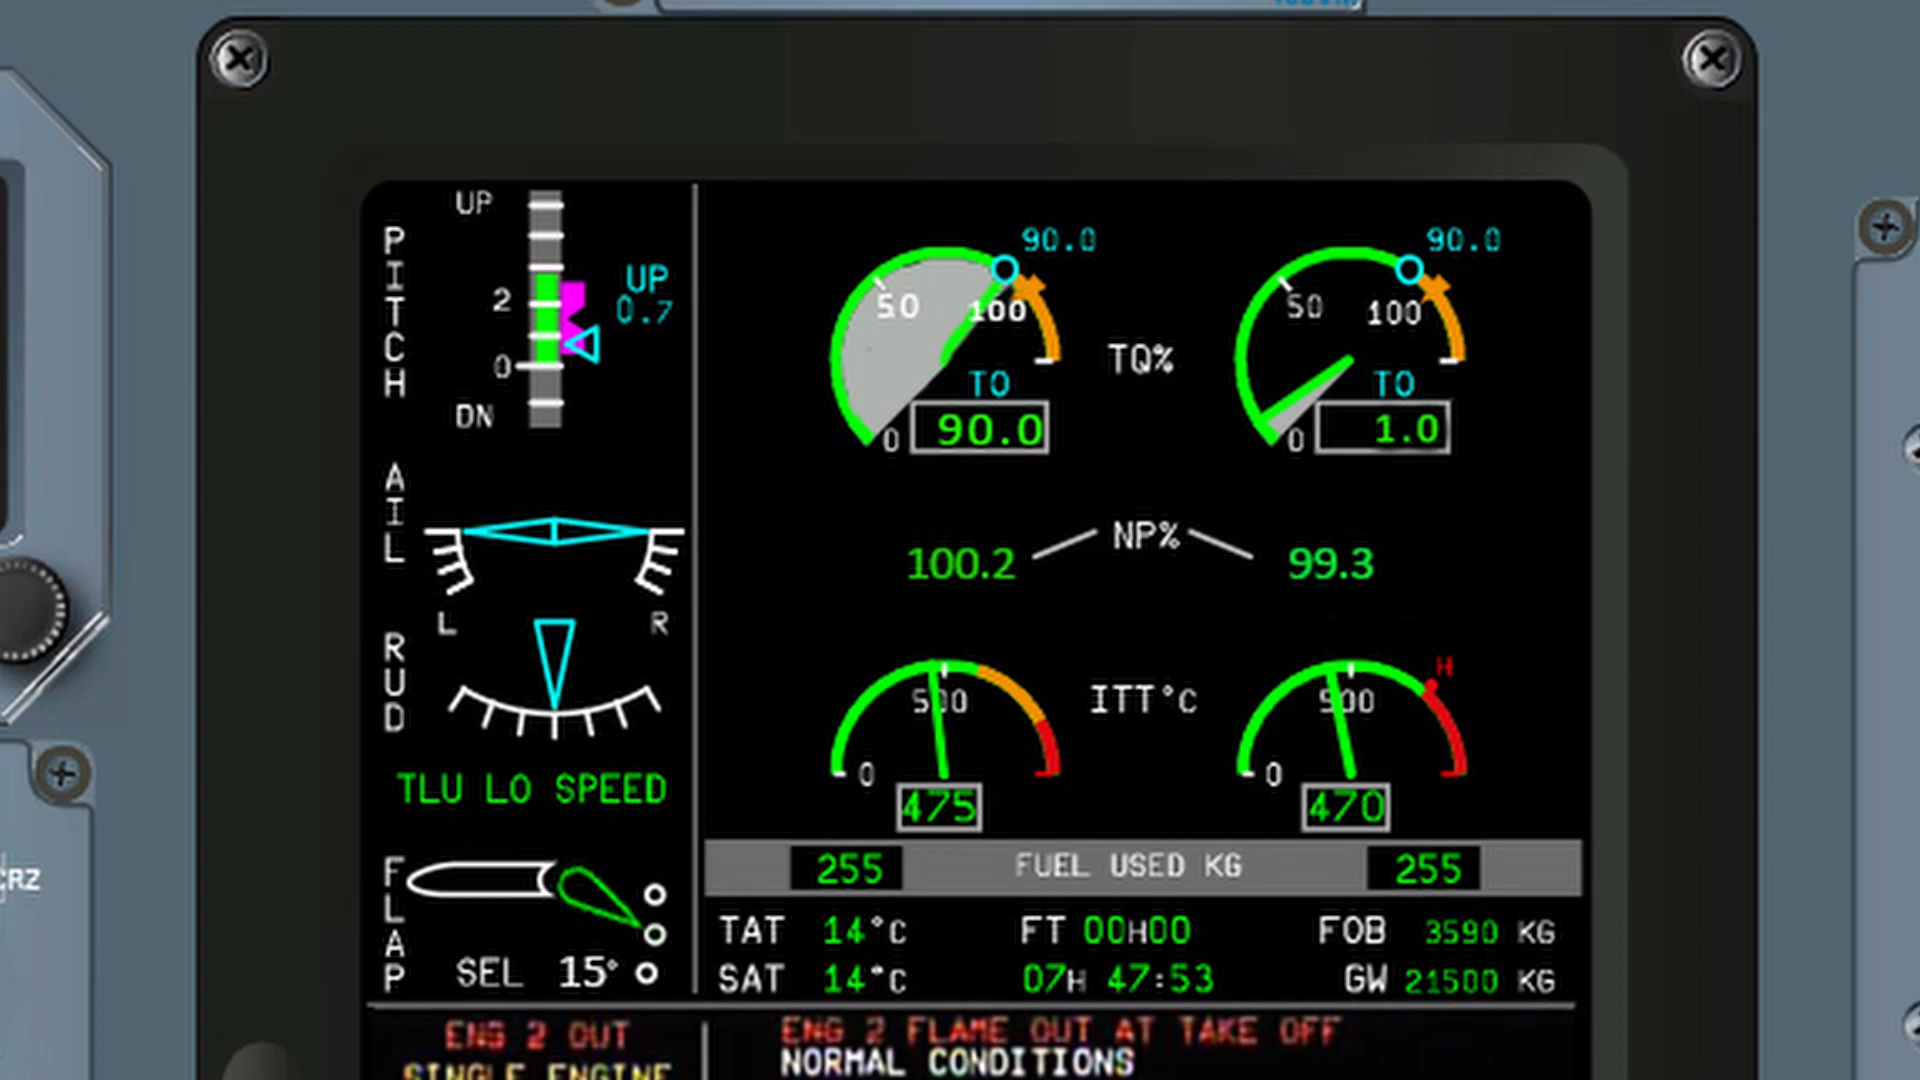 PITCH
UP
2
0
DN
UP
0.7
AIL
L
R
RUD
TLU LO SPEED
FLAP
SEL 15°
90.0
50
100
TO
0
90.0
TQ%
90.0
50
100
TO
0
1.0
NP%
100.2
99.3
500
0
475
ITT°C
H
500
0
470
255 FUEL USED KG 255
TAT 14°C FT 00H00 FOB 3590 KG
SAT 14°C 07H 47:53 GW 21500 KG
ENG 2 OUT
SINGLE ENGINE
ENG 2 FLAME OUT AT TAKE OFF
NORMAL CONDITIONS
CRZ